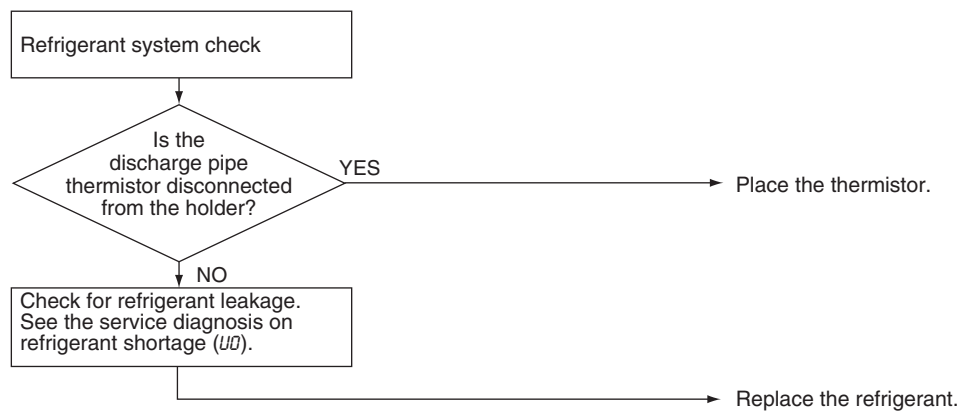 Refrigerant system check
Is the
discharge pipe
thermistor disconnected
from the holder?
YES
Place the thermistor.
NO
Check for refrigerant leakage.
See the service diagnosis on
refrigerant shortage (U0).
Replace the refrigerant.